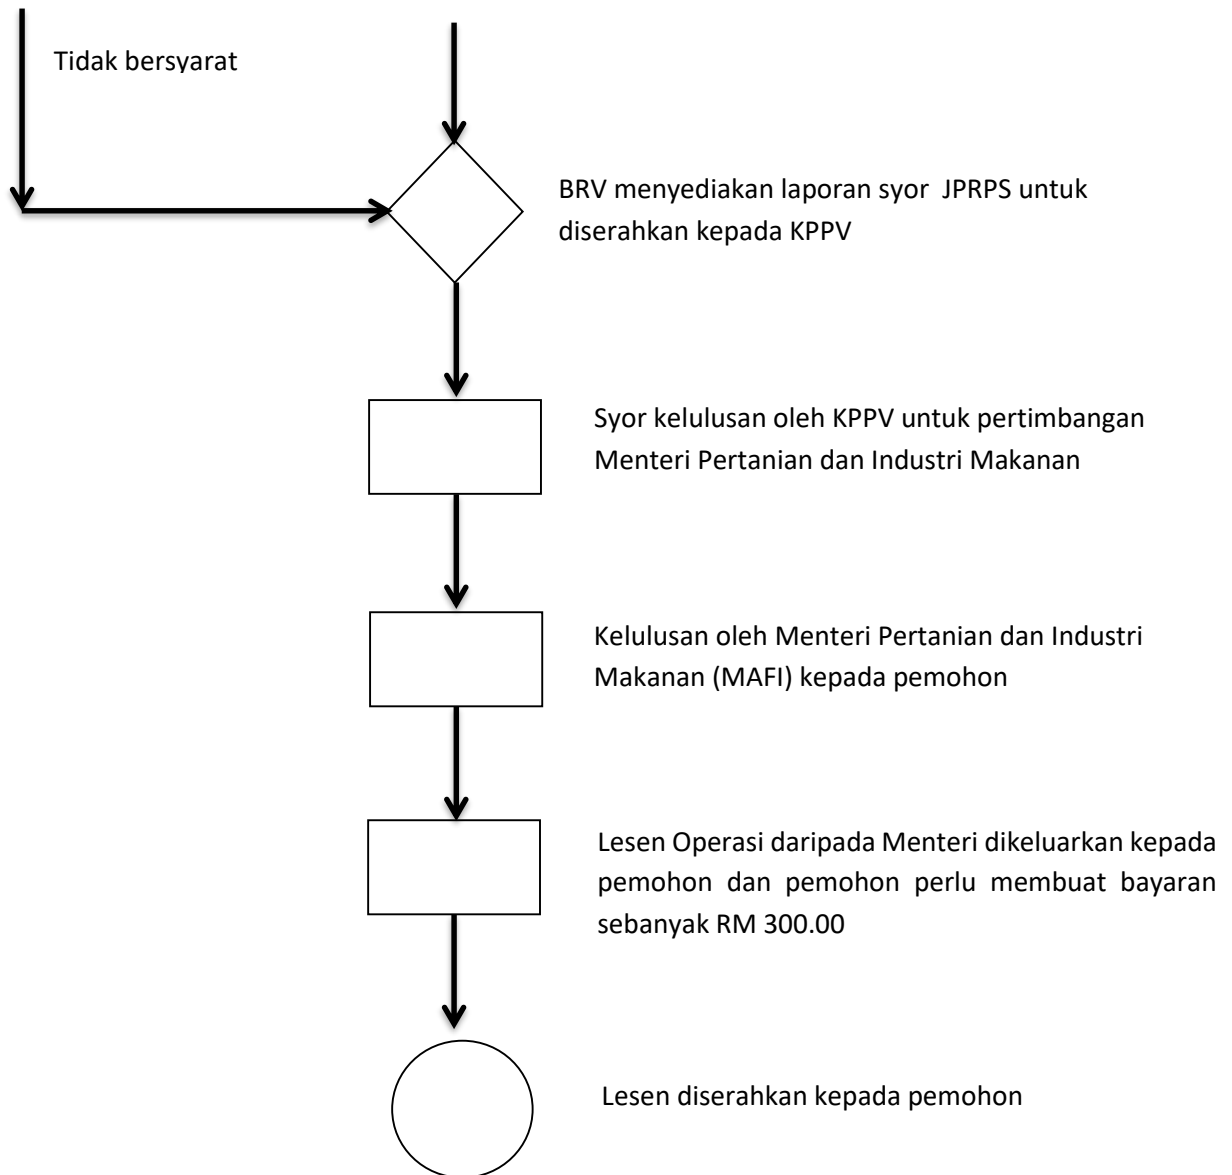 Tidak bersyarat
BRV menyediakan laporan syor JPRPS untuk
diserahkan kepada KPPV
Syor kelulusan oleh KPPV untuk pertimbangan
Menteri Pertanian dan Industri Makanan
Kelulusan oleh Menteri Pertanian dan Industri
Makanan (MAFI) kepada pemohon
Lesen Operasi daripada Menteri dikeluarkan kepada
pemohon dan pemohon perlu membuat bayaran
sebanyak RM 300.00
Lesen diserahkan kepada pemohon